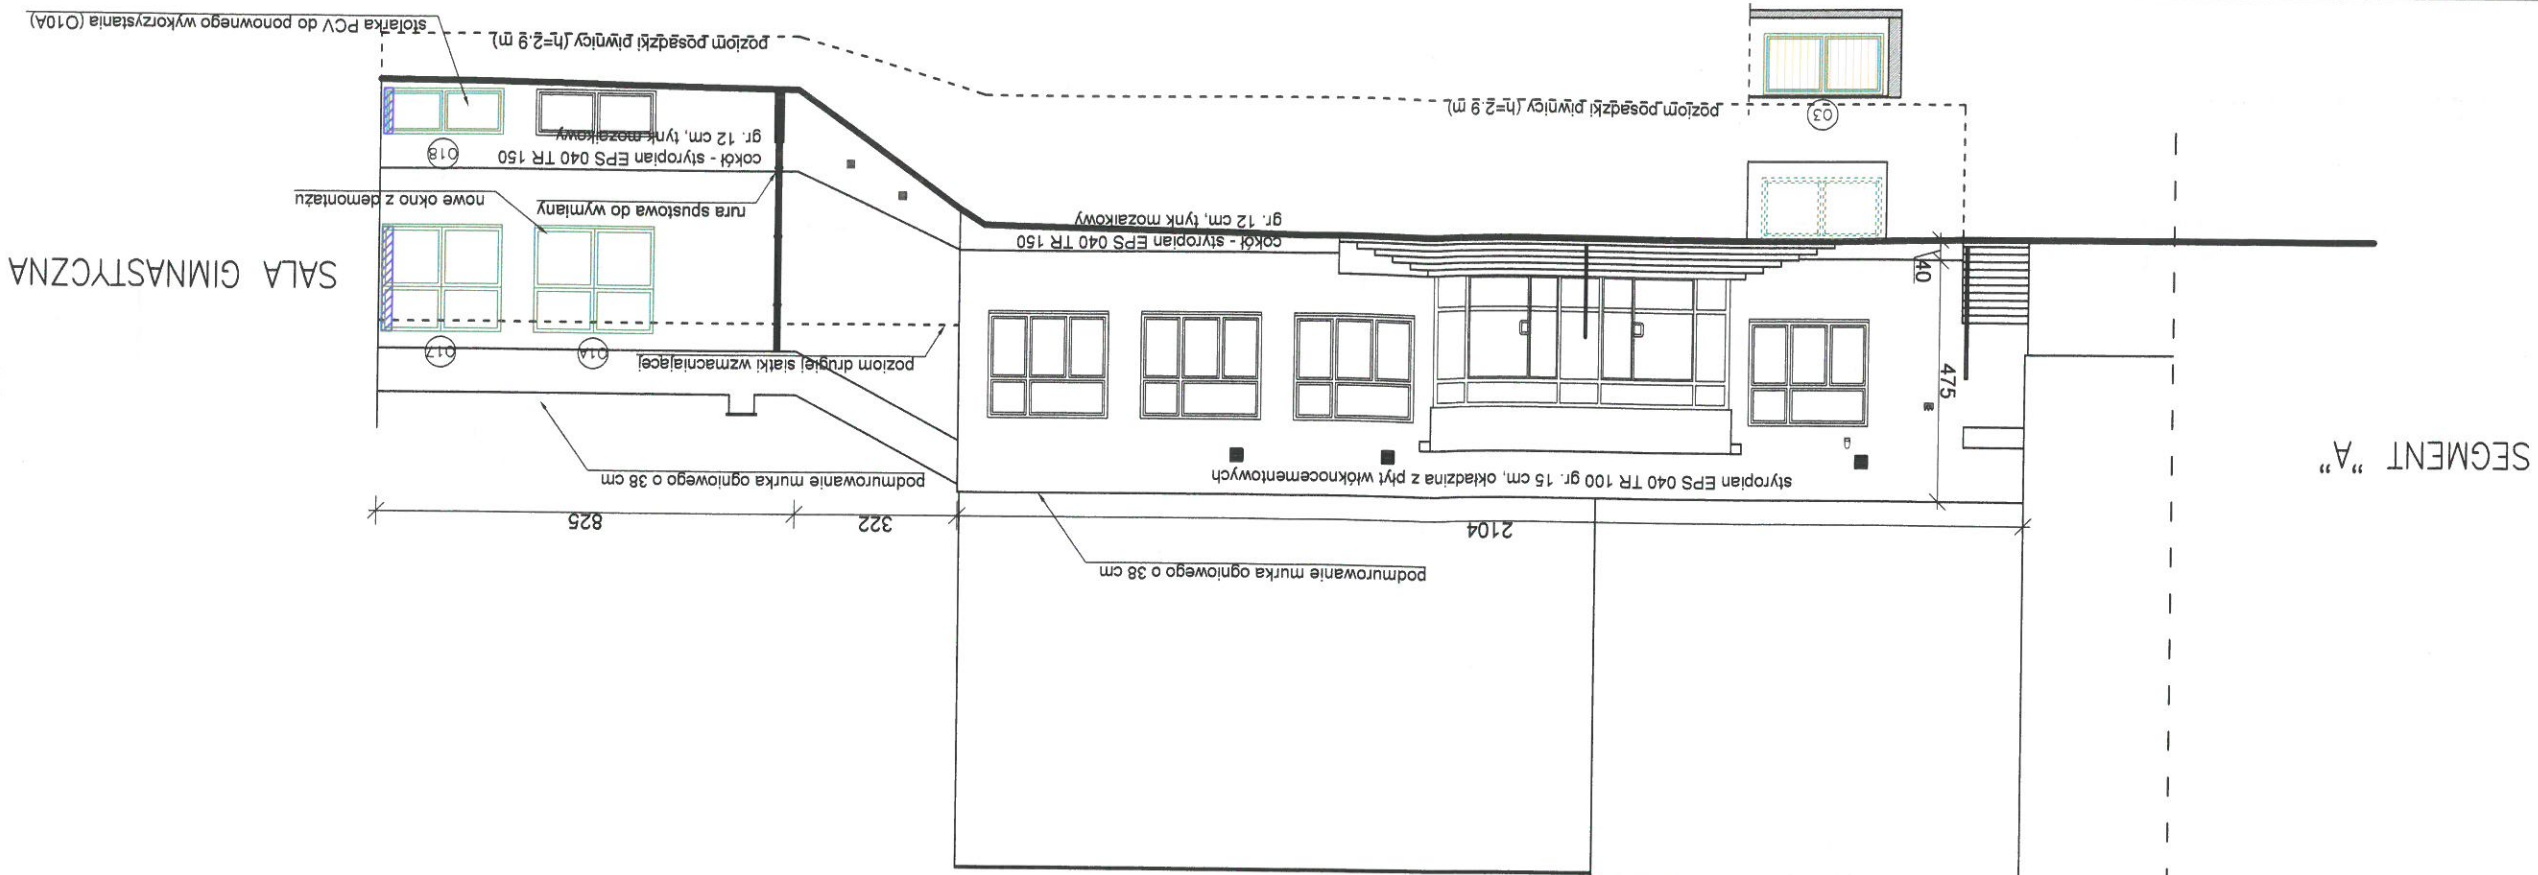 podmurowanie murka ogniowego o 38 cm
2104
322
825
podmurowanie murka ogniowego o 38 cm
styropian EPS 040 TR 100 gr. 15 cm, okładzina z płyt włóknocementowych
SEGMENT "A"
475
poziom drugiej siatki wzmacniającej
O1A
O17
SALA GIMNASTYCZNA
40
cokół - styropian EPS 040 TR 150
gr. 12 cm, tynk mozaikowy
rura spustowa do wymiany
nowe okno z demontażu
cokół - styropian EPS 040 TR 150
gr. 12 cm, tynk mozaikowy
O18
O3
poziom posadzki piwnicy (h=2.9 m)
poziom posadzki piwnicy (h=2.9 m)
stolarka PCV do ponownego wykorzystania (O10A)